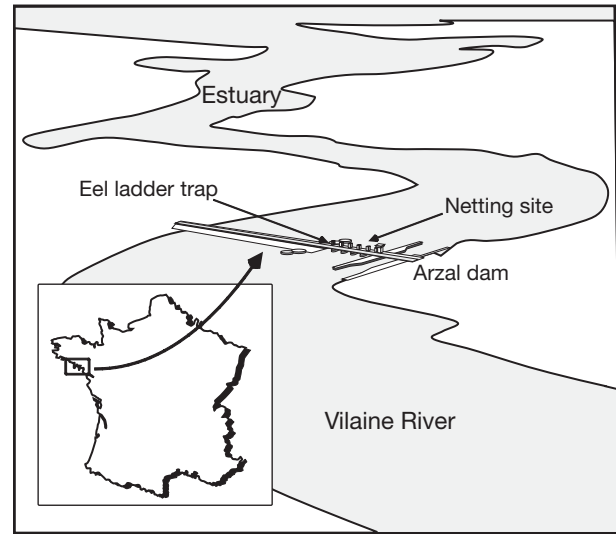 Estuary
Eel ladder trap
Netting site
Arzal dam
Vilaine River